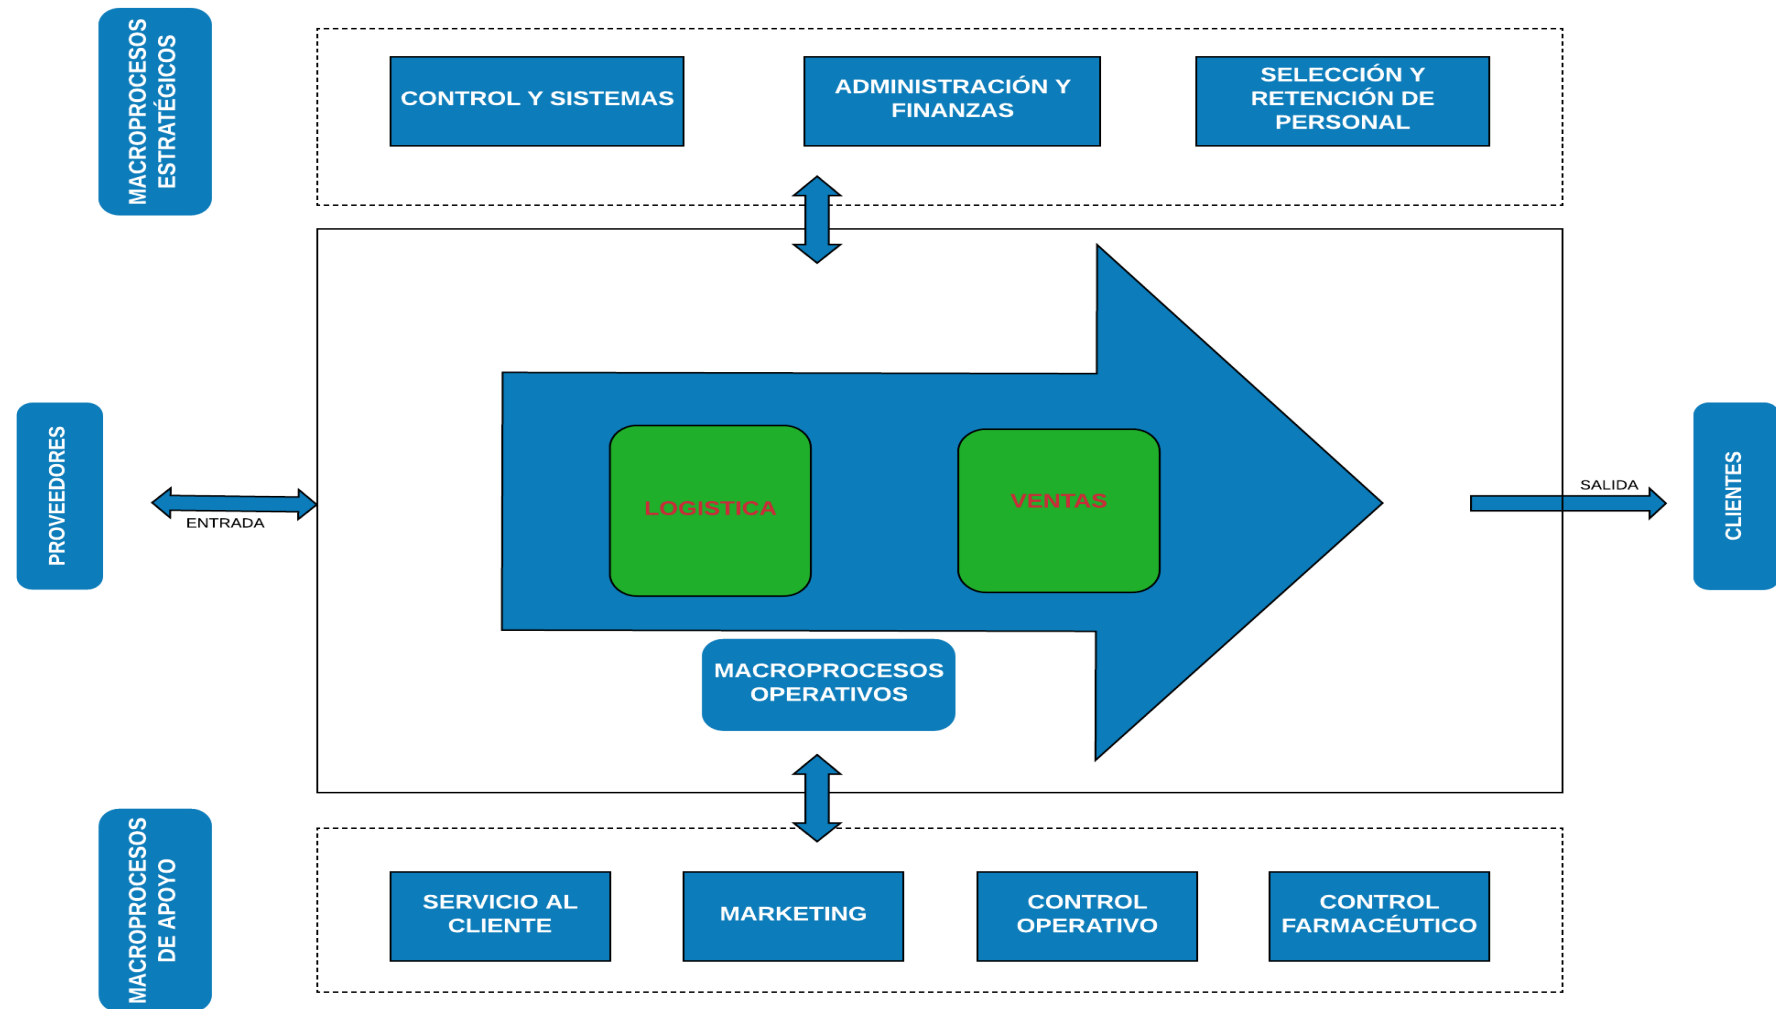 MACROPROCESOS
ESTRATÉGICOS
CONTROL Y SISTEMAS
ADMINISTRACIÓN Y
FINANZAS
SELECCIÓN Y
RETENCIÓN DE
PERSONAL
PROVEEDORES
ENTRADA
LOGISTICA
VENTAS
SALIDA
CLIENTES
MACROPROCESOS
OPERATIVOS
MACROPROCESOS
DE APOYO
SERVICIO AL
CLIENTE
MARKETING
CONTROL
OPERATIVO
CONTROL
FARMACÉUTICO